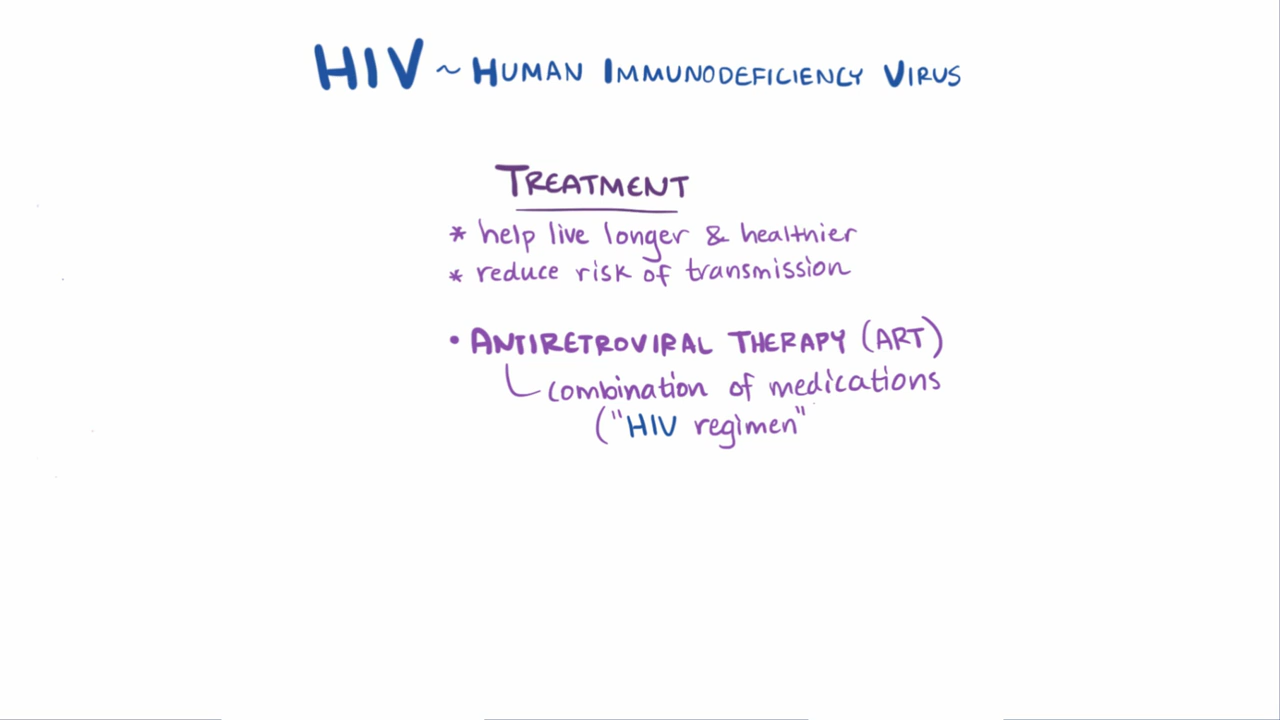 HIV ~ HUMAN IMMUNODEFICIENCY VIRUS
TREATMENT
* help live longer & healthier
* reduce risk of transmission
• ANTIRETROVIRAL THERAPY (ART)
combination of medications
("HIV regimen"